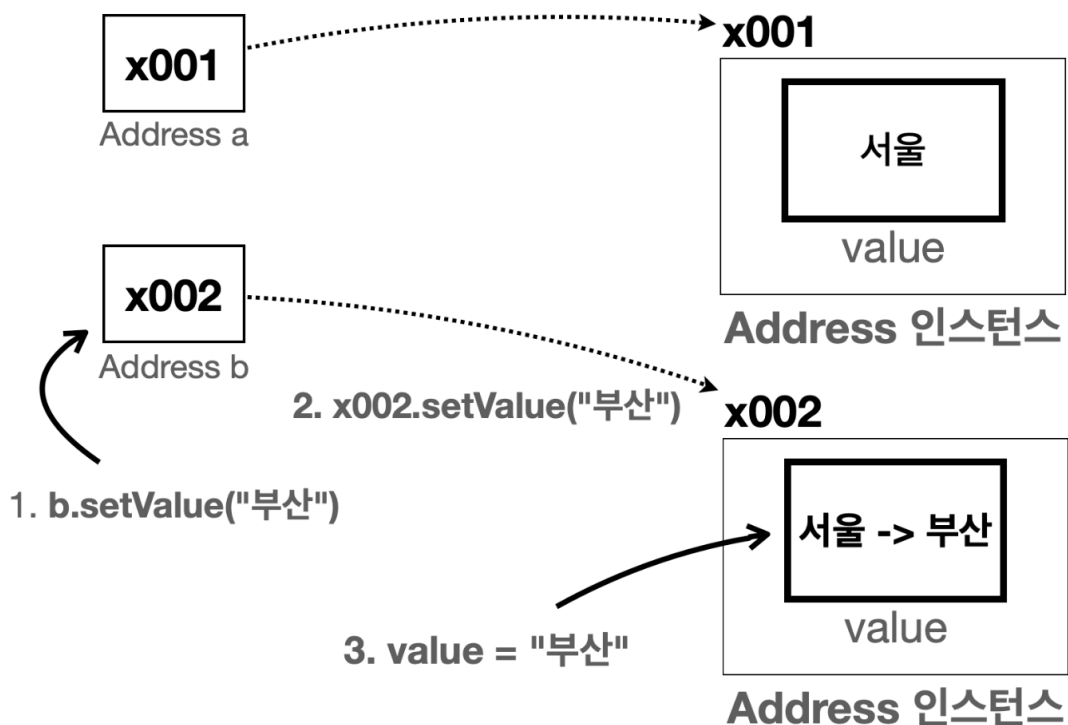 x001
Address a
x001
서울
value
Address 인스턴스
x002
Address b
2. x002.setValue("부산")
x002
1. b.setValue("부산")
서울 -> 부산
value
3. value = "부산"
Address 인스턴스